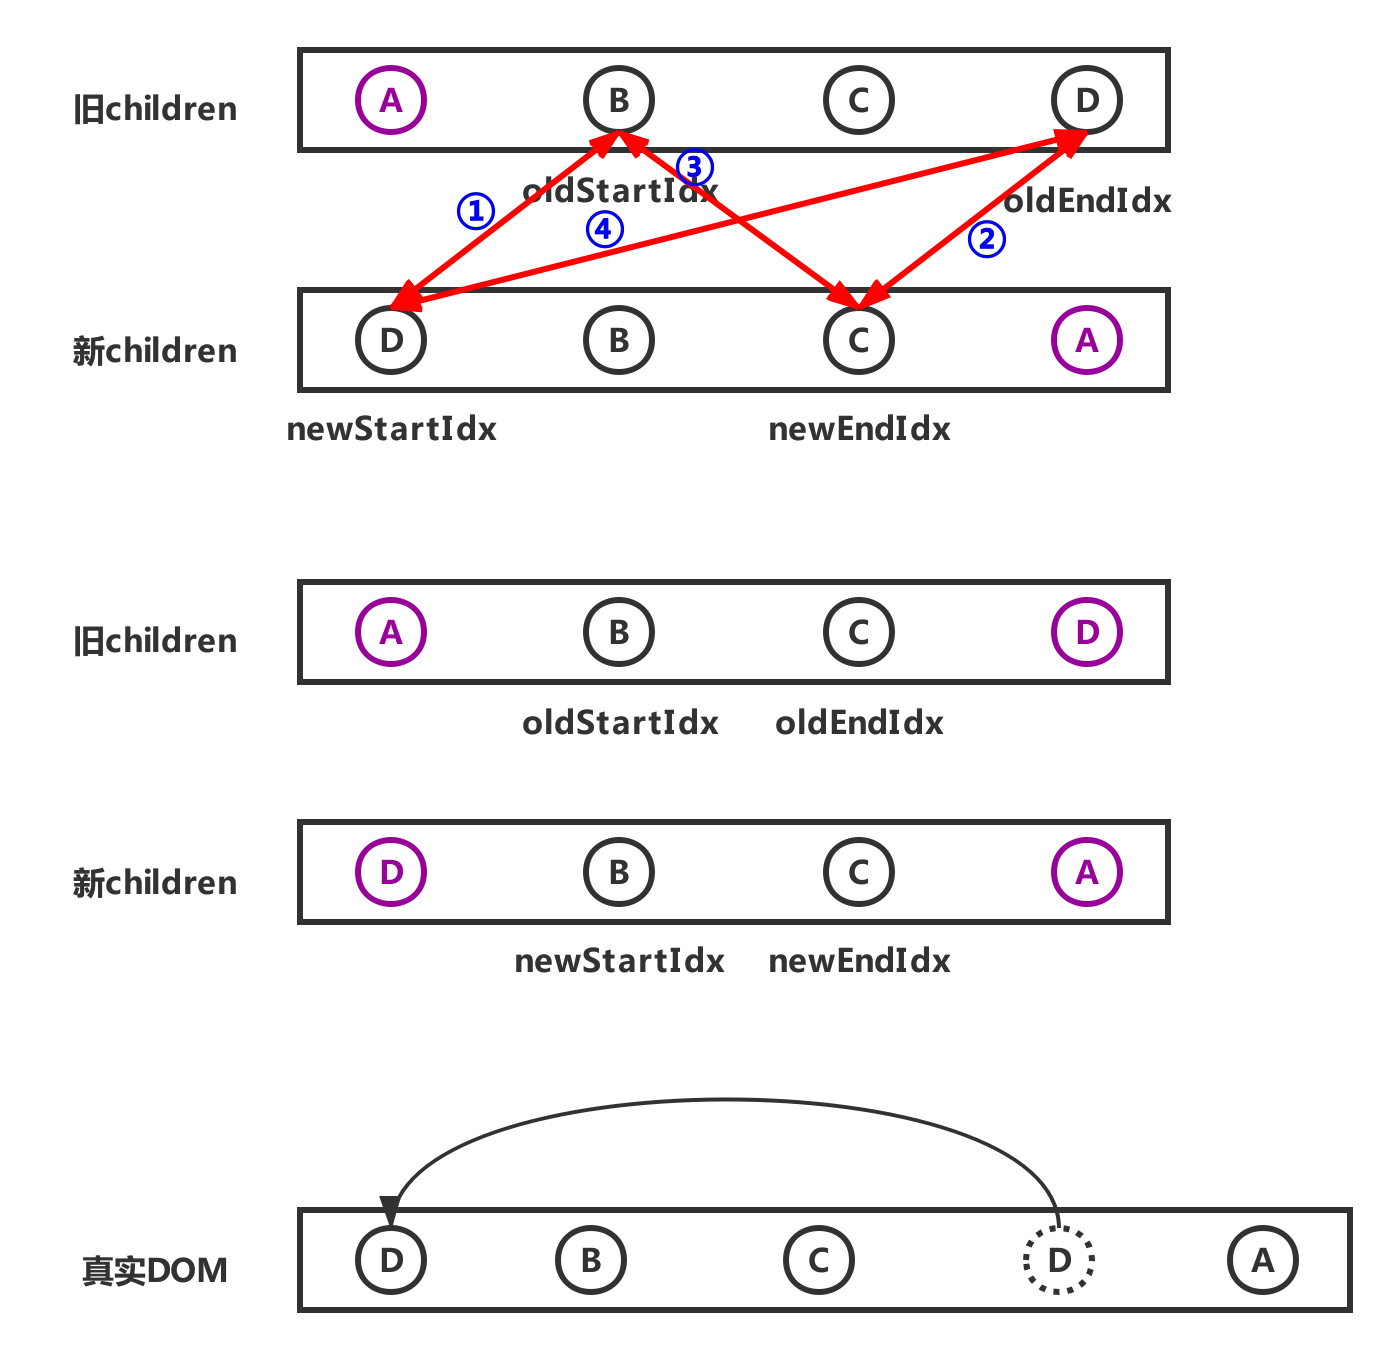 旧children A B C D
oldStartIdx oldEndIdx
① ② ③ ④
新children D B C A
newStartIdx newEndIdx
旧children A B C D
oldStartIdx oldEndIdx
新children D B C A
newStartIdx newEndIdx
真实DOM D B C D A